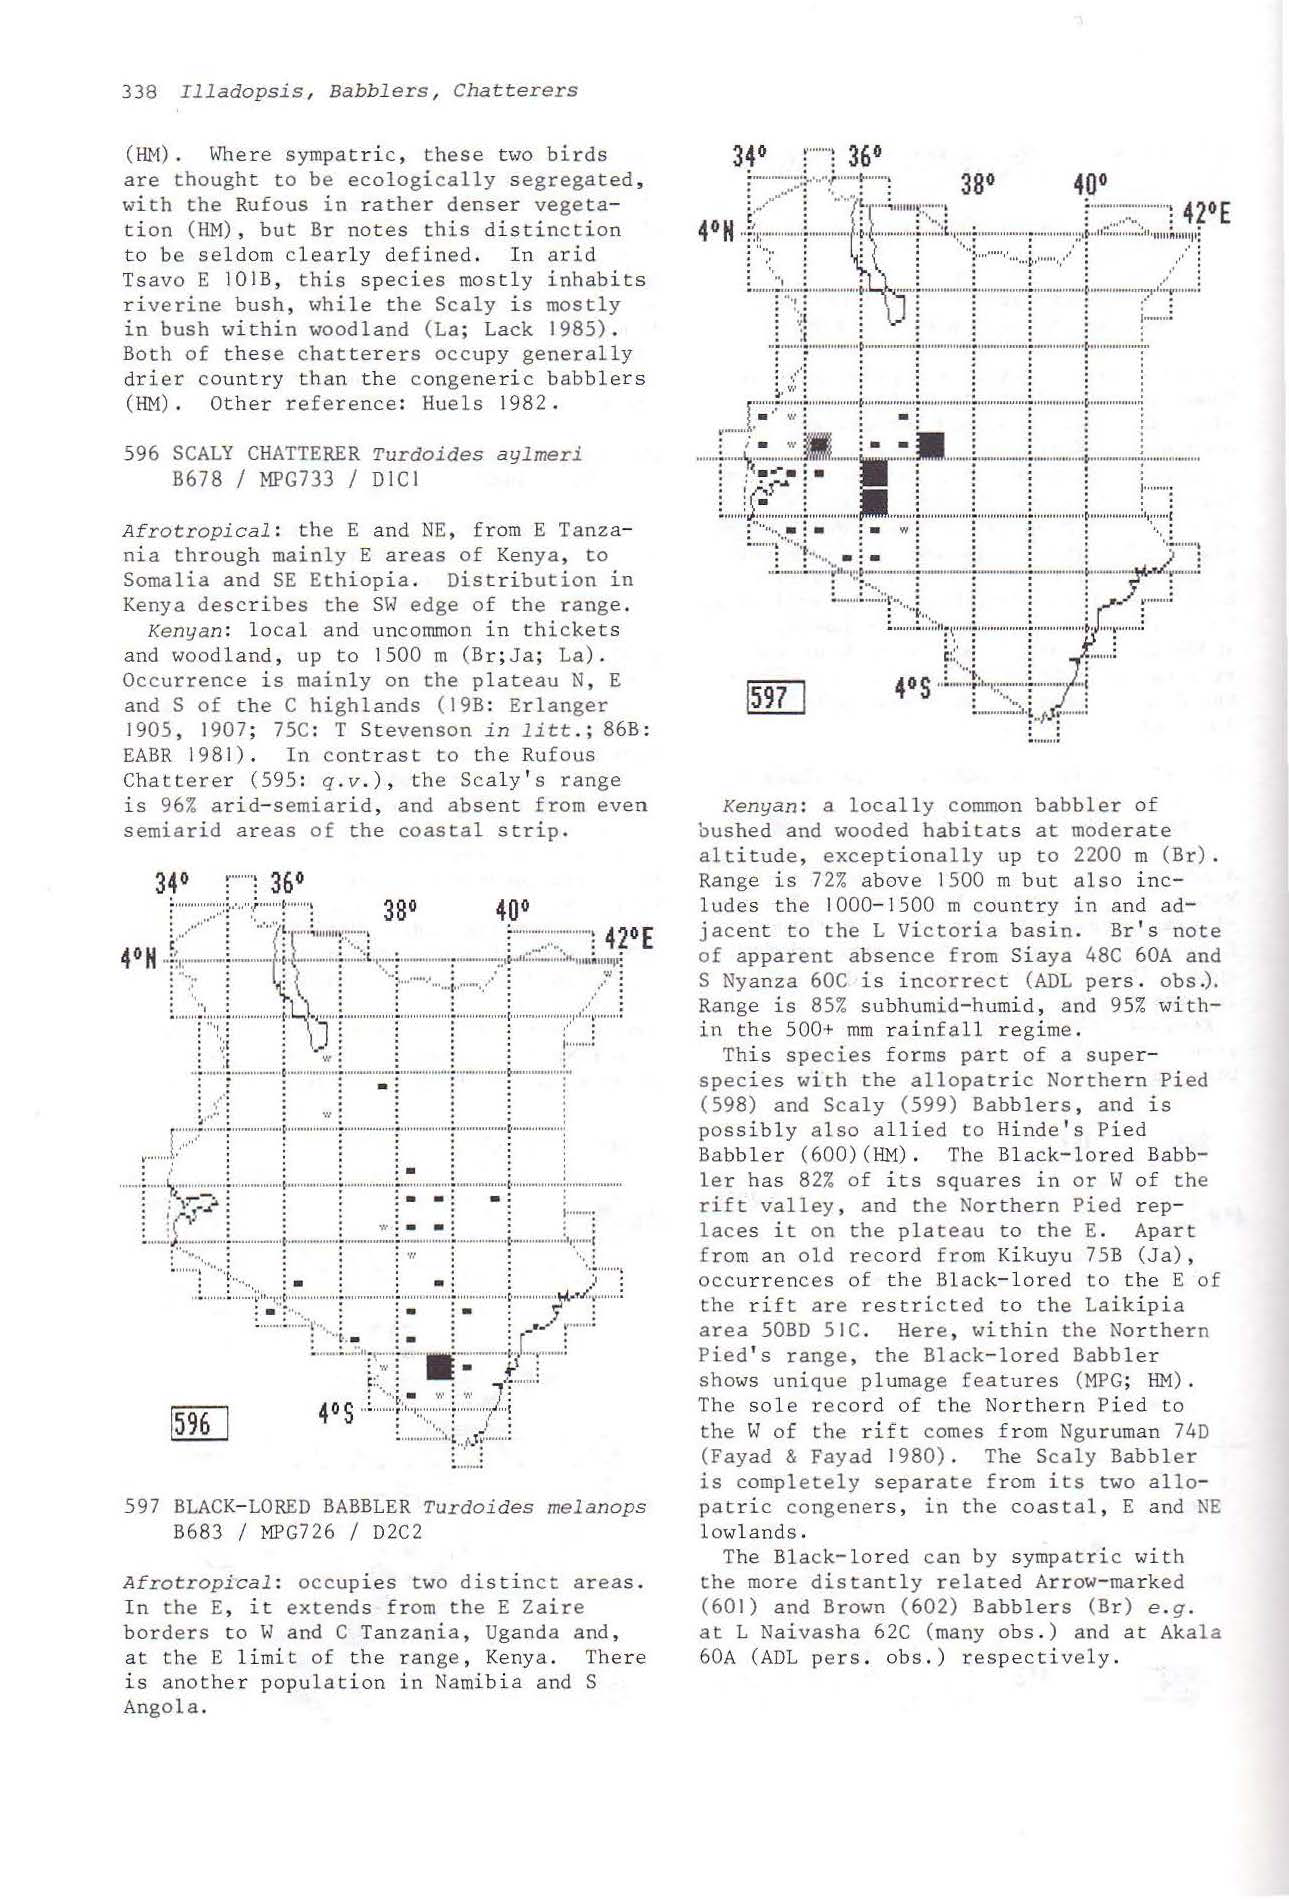 338 Illadopsis, Babblers, Chatterers
(HM). Where sympatric, these two birds
are thought to be ecologically segregated,
with the Rufous in rather denser vegeta-
tion (HM), but Br notes this distinction
to be seldom clearly defined. In arid
Tsavo E 101B, this species mostly inhabits
riverine bush, while the Scaly is mostly
in bush within woodland (La; Lack 1985).
Both of these chatterers occupy generally
drier country than the congeneric babblers
(HM). Other reference: Huels 1982.
596 SCALY CHATTERER Turdoides aylmeri
B678 / MPG733 / D1C1
Afrotropical: the E and NE, from E Tanza-
nia through mainly E areas of Kenya, to
Somalia and SE Ethiopia. Distribution in
Kenya describes the SW edge of the range.
Kenyan: local and uncommon in thickets
and woodland, up to 1500 m (Br;Ja; La).
Occurrence is mainly on the plateau N, E
and S of the C highlands (19B: Erlanger
1905, 1907; 75C: T Stevenson in litt.; 86B:
EABR 1981). In contrast to the Rufous
Chatterer (595: q.v.), the Scaly's range
is 96% arid-semiarid, and absent from even
semiarid areas of the coastal strip.
34° 36°
38° 40°
42°E
4°N
4°S
596
597 BLACK-LORED BABBLER Turdoides melanops
B683 / MPG726 / D2C2
Afrotropical: occupies two distinct areas.
In the E, it extends from the E Zaire
borders to W and C Tanzania, Uganda and,
at the E limit of the range, Kenya. There
is another population in Namibia and S
Angola.
34° 36°
38° 40°
42°E
4°N
4°S
597
Kenyan: a locally common babbler of
bushed and wooded habitats at moderate
altitude, exceptionally up to 2200 m (Br).
Range is 72% above 1500 m but also inc-
ludes the 1000-1500 m country in and ad-
jacent to the L Victoria basin. Br's note
of apparent absence from Siaya 48C 60A and
S Nyanza 60C is incorrect (ADL pers. obs.).
Range is 85% subhumid-humid, and 95% with-
in the 500+ mm rainfall regime.
This species forms part of a super-
species with the allopatric Northern Pied
(598) and Scaly (599) Babblers, and is
possibly also allied to Hinde's Pied
Babbler (600)(HM). The Black-lored Babb-
ler has 82% of its squares in or W of the
rift valley, and the Northern Pied rep-
laces it on the plateau to the E. Apart
from an old record from Kikuyu 75B (Ja),
occurrences of the Black-lored to the E of
the rift are restricted to the Laikipia
area 50BD 51C. Here, within the Northern
Pied's range, the Black-lored Babbler
shows unique plumage features (MPG; HM).
The sole record of the Northern Pied to
the W of the rift comes from Nguruman 74D
(Fayad & Fayad 1980). The Scaly Babbler
is completely separate from its two allo-
patric congeners, in the coastal, E and NE
lowlands.
The Black-lored can by sympatric with
the more distantly related Arrow-marked
(601) and Brown (602) Babblers (Br) e.g.
at L Naivasha 62C (many obs.) and at Akala
60A (ADL pers. obs.) respectively.